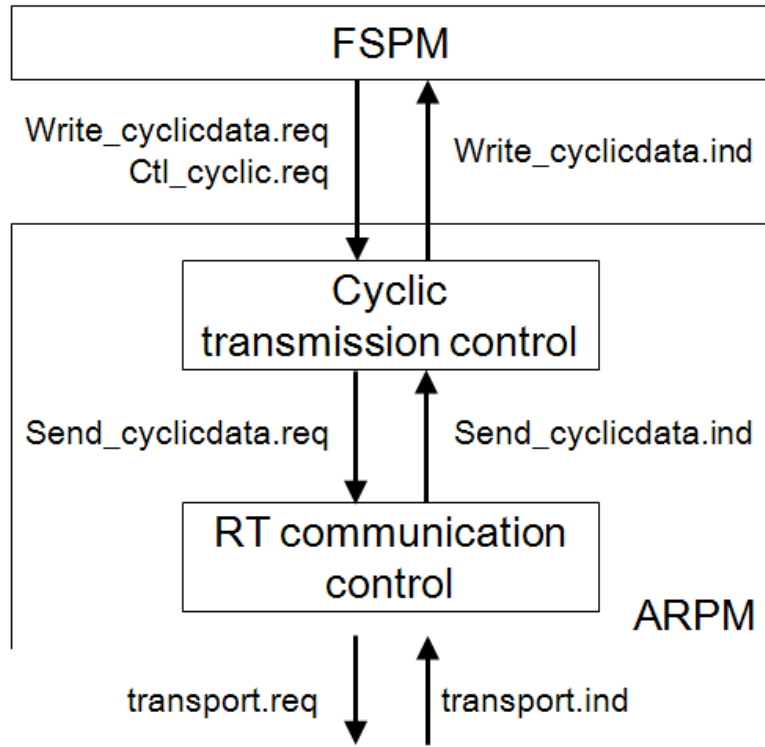 FSPM
Write_cyclicdata.req
Ctl_cyclic.req
Write_cyclicdata.ind
Cyclic
transmission control
Send_cyclicdata.req
Send_cyclicdata.ind
RT communication
control
ARPM
transport.req
transport.ind